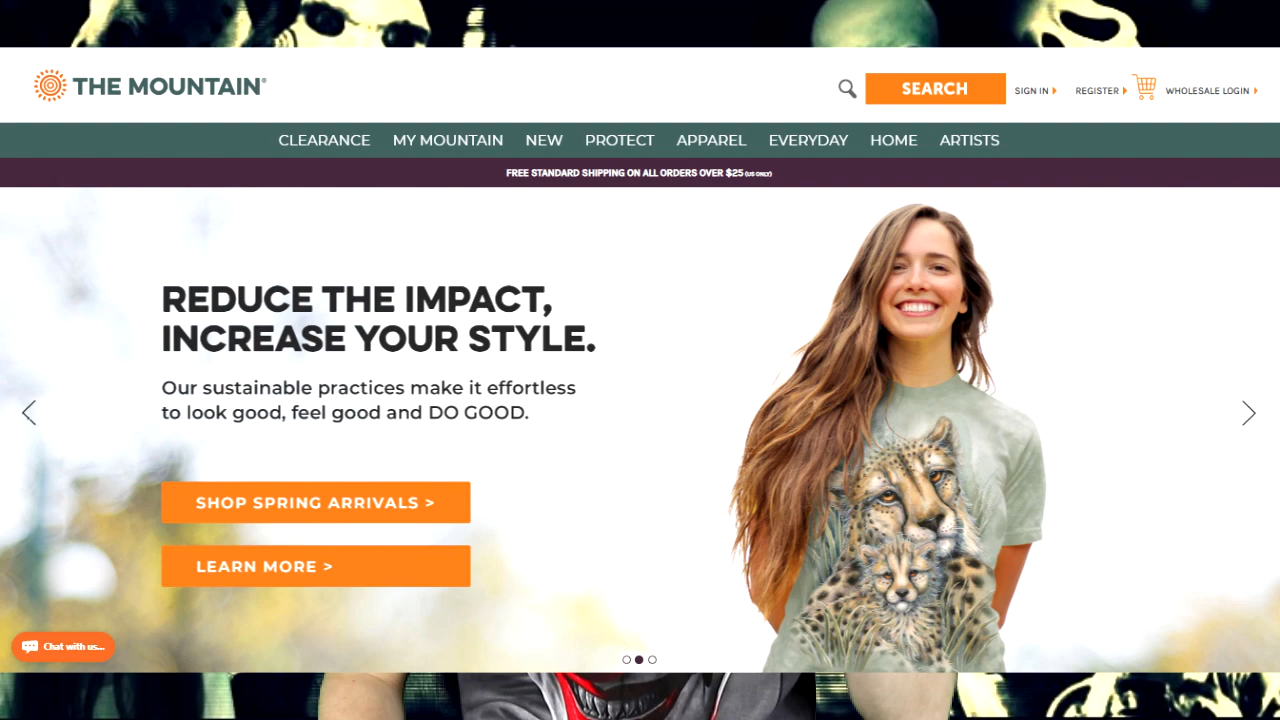 THE MOUNTAIN®
SEARCH
SIGN IN
REGISTER
WHOLESALE LOGIN
CLEARANCE MY MOUNTAIN NEW PROTECT APPAREL EVERYDAY HOME ARTISTS
FREE STANDARD SHIPPING ON ALL ORDERS OVER $25 (US ONLY)
REDUCE THE IMPACT,
INCREASE YOUR STYLE.
Our sustainable practices make it effortless
to look good, feel good and DO GOOD.
SHOP SPRING ARRIVALS >
LEARN MORE >
Chat with us...